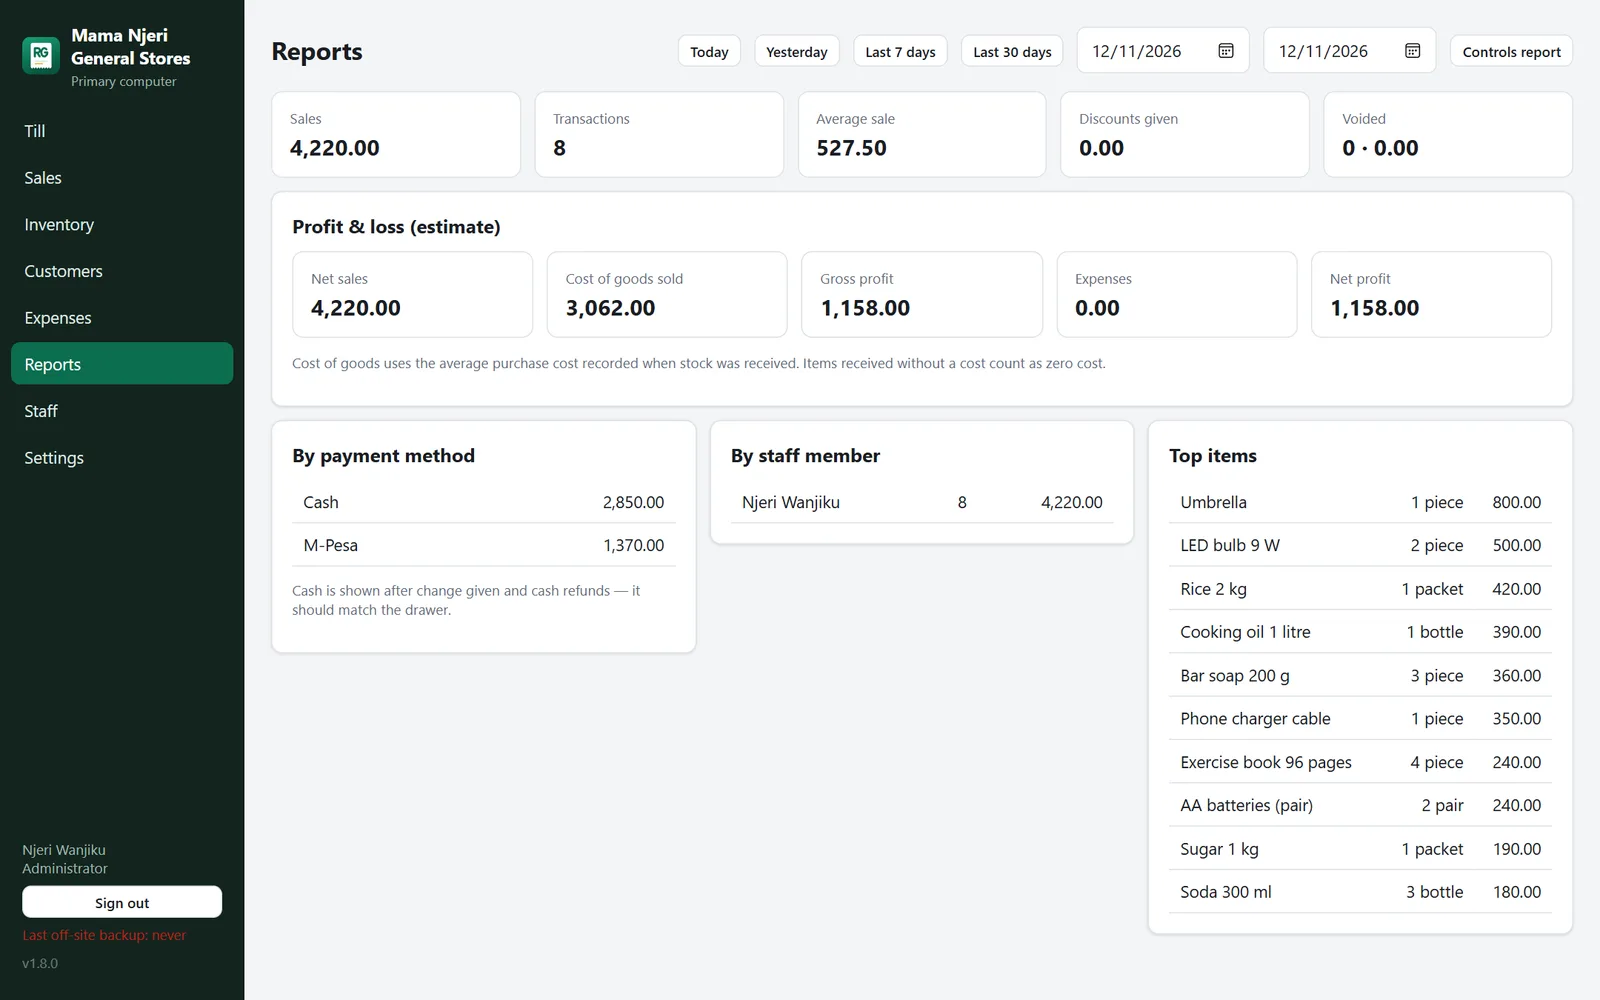 RG
Mama Njeri
General Stores
Primary computer
Till
Sales
Inventory
Customers
Expenses
Reports
Staff
Settings
Njeri Wanjiku
Administrator
Sign out
Last off-site backup: never
v1.8.0
Reports
Today
Yesterday
Last 7 days
Last 30 days
12/11/2026
12/11/2026
Controls report
Sales
4,220.00
Transactions
8
Average sale
527.50
Discounts given
0.00
Voided
0 · 0.00
Profit & loss (estimate)
Net sales
4,220.00
Cost of goods sold
3,062.00
Gross profit
1,158.00
Expenses
0.00
Net profit
1,158.00
Cost of goods uses the average purchase cost recorded when stock was received. Items received without a cost count as zero cost.
By payment method
Cash 2,850.00
M-Pesa 1,370.00
Cash is shown after change given and cash refunds — it
should match the drawer.
By staff member
Njeri Wanjiku 8 4,220.00
Top items
Umbrella 1 piece 800.00
LED bulb 9 W 2 piece 500.00
Rice 2 kg 1 packet 420.00
Cooking oil 1 litre 1 bottle 390.00
Bar soap 200 g 3 piece 360.00
Phone charger cable 1 piece 350.00
Exercise book 96 pages 4 piece 240.00
AA batteries (pair) 2 pair 240.00
Sugar 1 kg 1 packet 190.00
Soda 300 ml 3 bottle 180.00